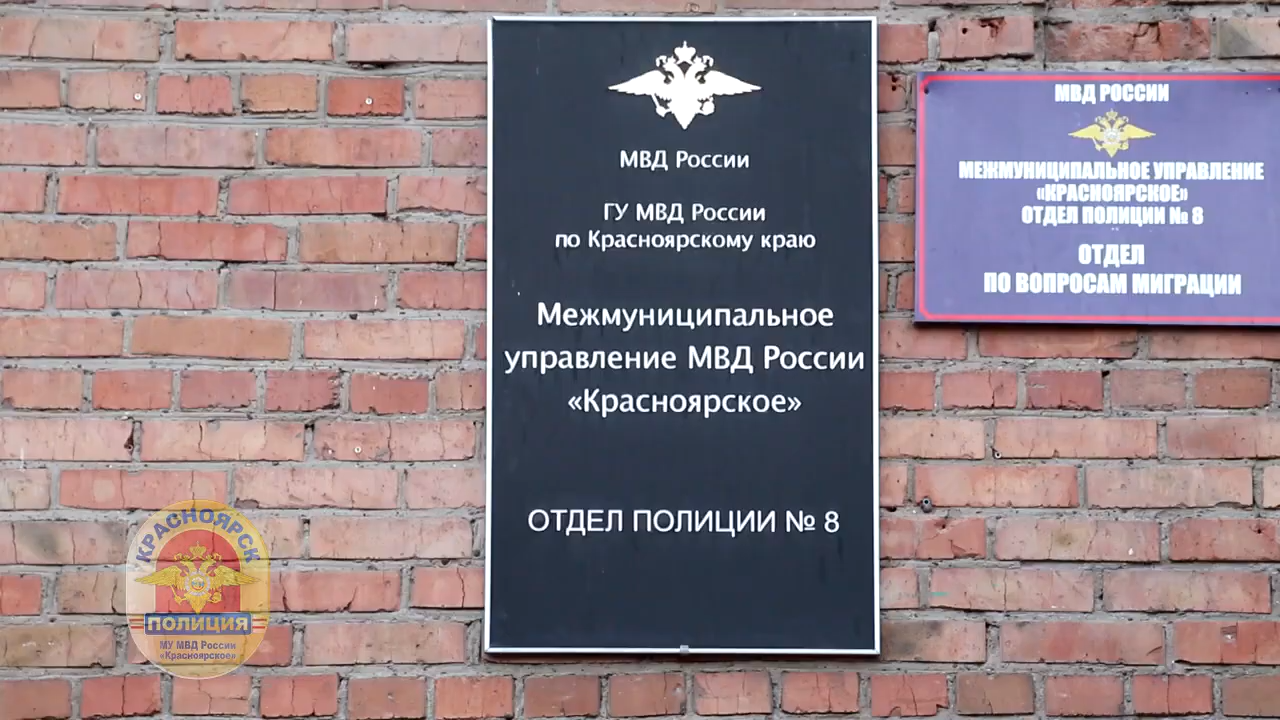 МВД России
ГУ МВД России
по Красноярскому краю
Межмуниципальное
управление МВД России
«Красноярское»
ОТДЕЛ ПОЛИЦИИ № 8
МВД РОССИИ
МЕЖМУНИЦИПАЛЬНОЕ УПРАВЛЕНИЕ
«КРАСНОЯРСКОЕ»
ОТДЕЛ ПОЛИЦИИ № 8
ОТДЕЛ
ПО ВОПРОСАМ МИГРАЦИИ
КРАСНОЯРСК
ПОЛИЦИЯ
МУ МВД России
«Красноярское»